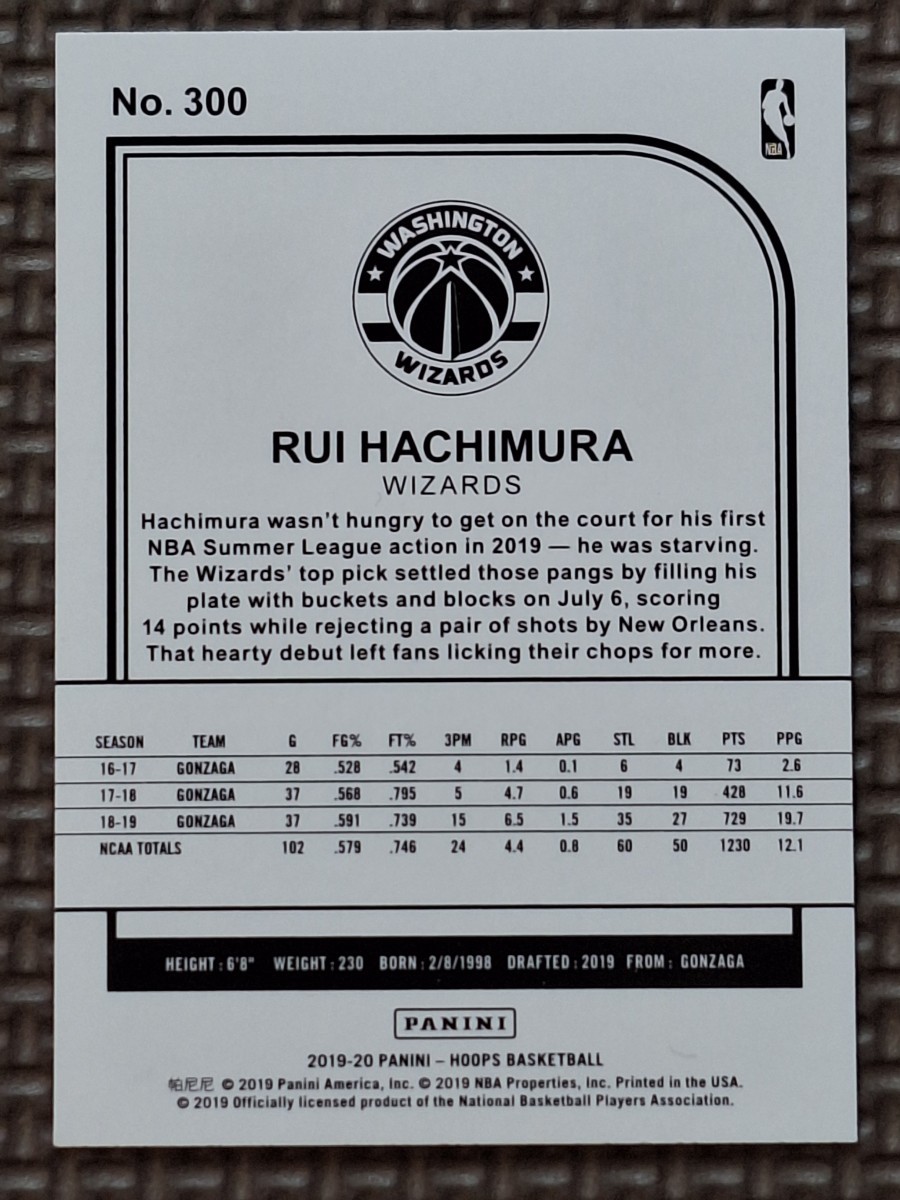 No. 300
NBA
WASHINGTON
WIZARDS
RUI HACHIMURA
WIZARDS
Hachimura wasn't hungry to get on the court for his first
NBA Summer League action in 2019 — he was starving.
The Wizards' top pick settled those pangs by filling his
plate with buckets and blocks on July 6, scoring
14 points while rejecting a pair of shots by New Orleans.
That hearty debut left fans licking their chops for more.
SEASON TEAM G FG% FT% 3PM RPG APG STL BLK PTS PPG
16-17 GONZAGA 28 .528 .542 4 1.4 0.1 6 4 73 2.6
17-18 GONZAGA 37 .568 .795 5 4.7 0.6 19 19 428 11.6
18-19 GONZAGA 37 .591 .739 15 6.5 1.5 35 27 729 19.7
NCAA TOTALS 102 .579 .746 24 4.4 0.8 60 50 1230 12.1
HEIGHT: 6'8" WEIGHT: 230 BORN: 2/8/1998 DRAFTED: 2019 FROM: GONZAGA
PANINI
2019-20 PANINI – HOOPS BASKETBALL
帕尼尼 © 2019 Panini America, Inc. © 2019 NBA Properties, Inc. Printed in the USA.
© 2019 Officially licensed product of the National Basketball Players Association.